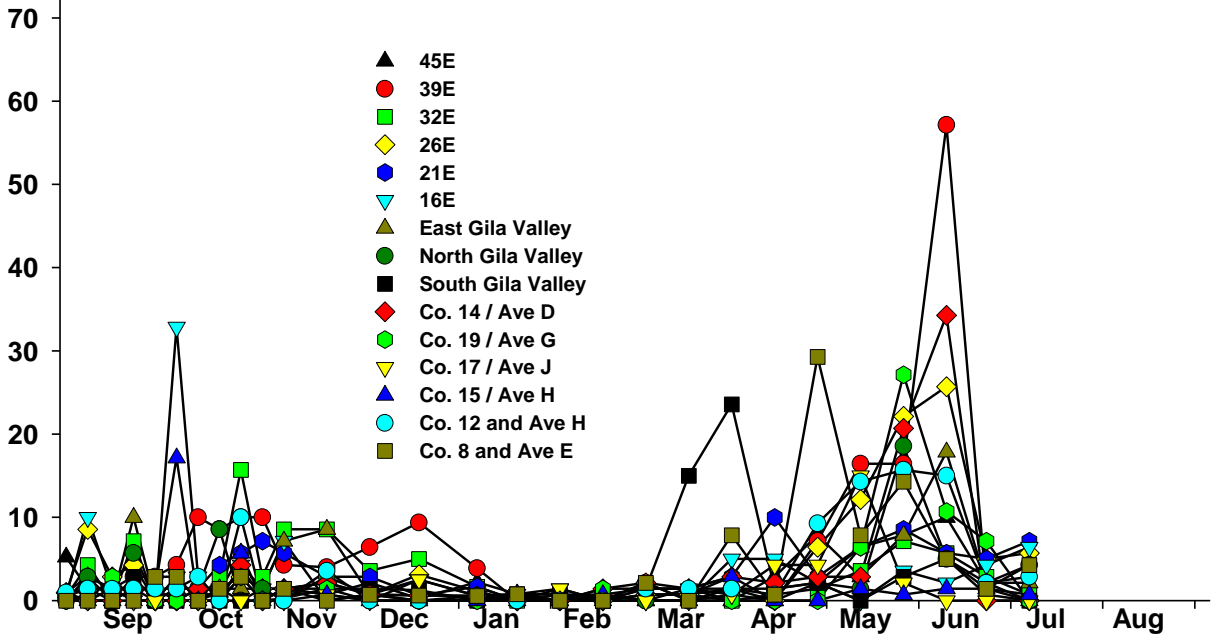 70
60
50
40
30
20
10
0
45E
39E
32E
26E
21E
16E
East Gila Valley
North Gila Valley
South Gila Valley
Co. 14 / Ave D
Co. 19 / Ave G
Co. 17 / Ave J
Co. 15 / Ave H
Co. 12 and Ave H
Co. 8 and Ave E
Sep Oct Nov Dec Jan Feb Mar Apr May Jun Jul Aug